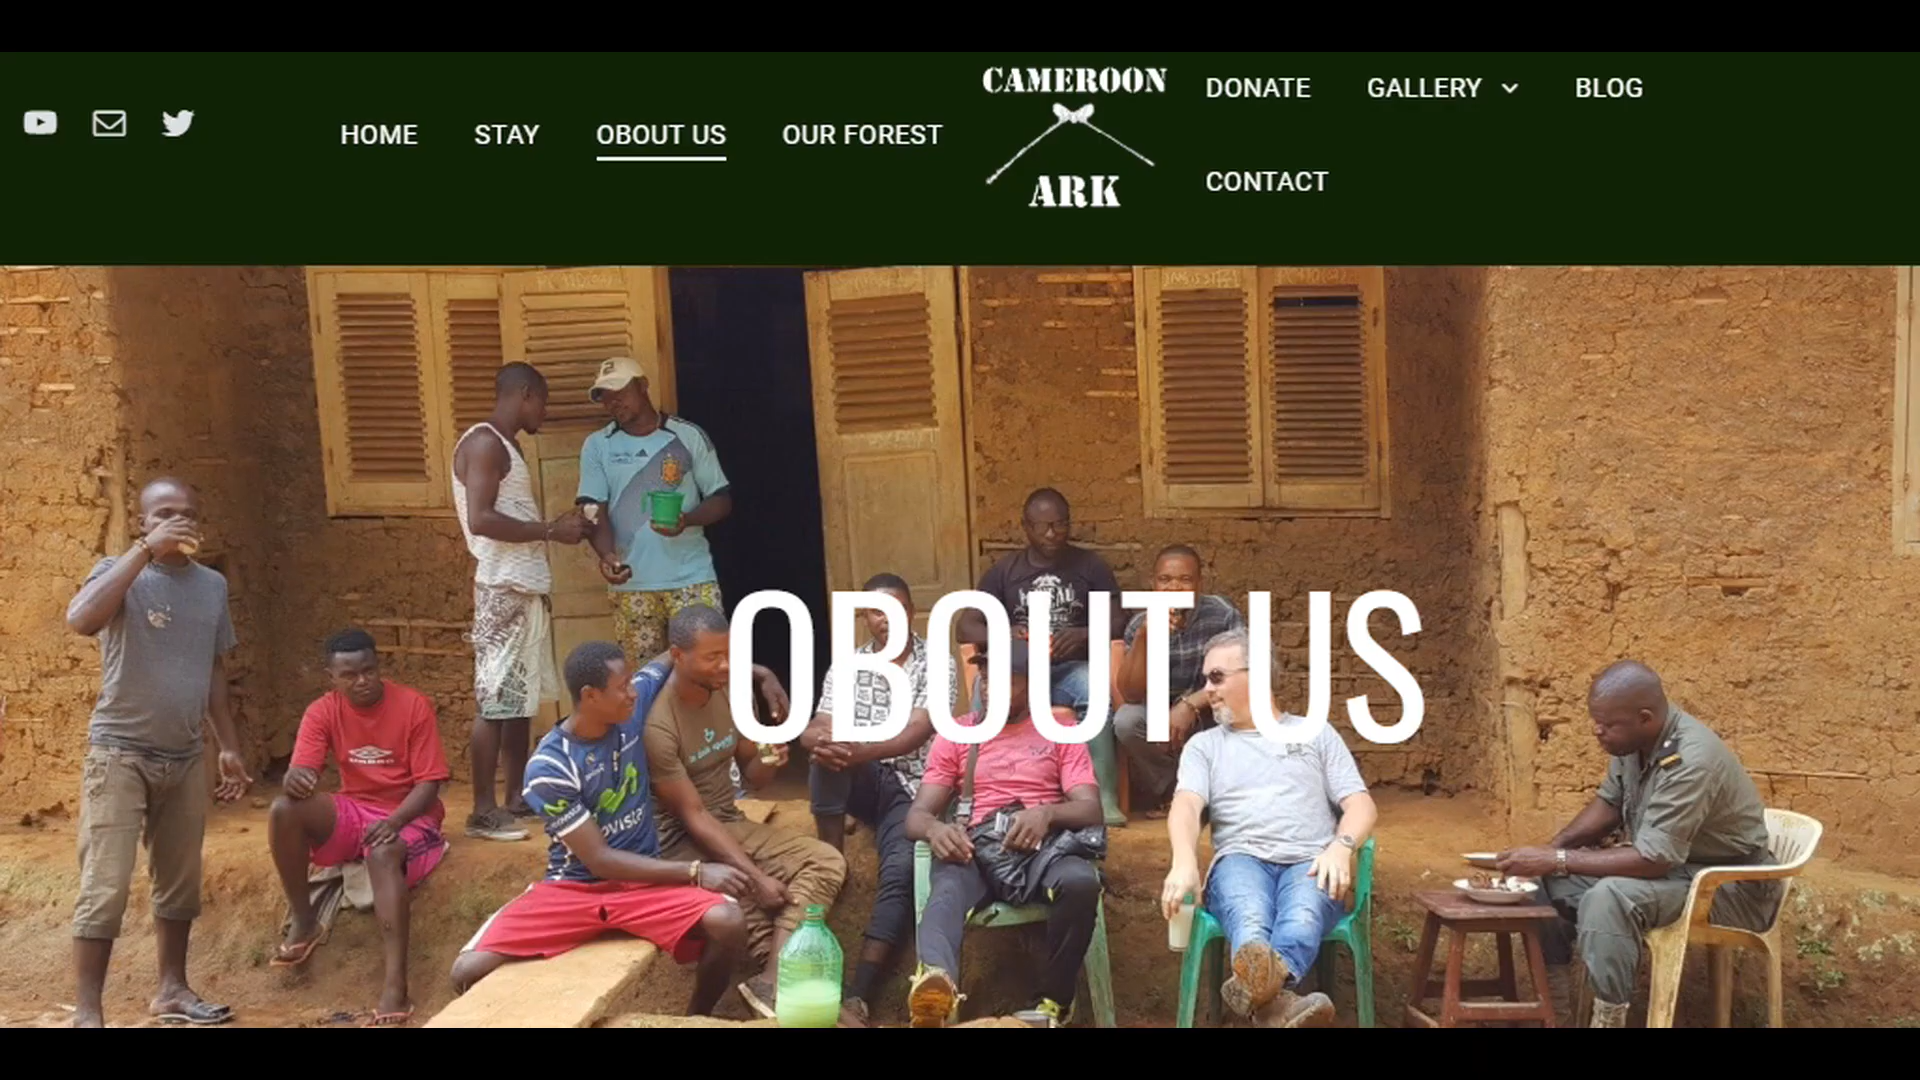 HOME
STAY
OBOUT US
OUR FOREST
CAMEROON
ARK
DONATE
GALLERY
BLOG
CONTACT
OBOUT US